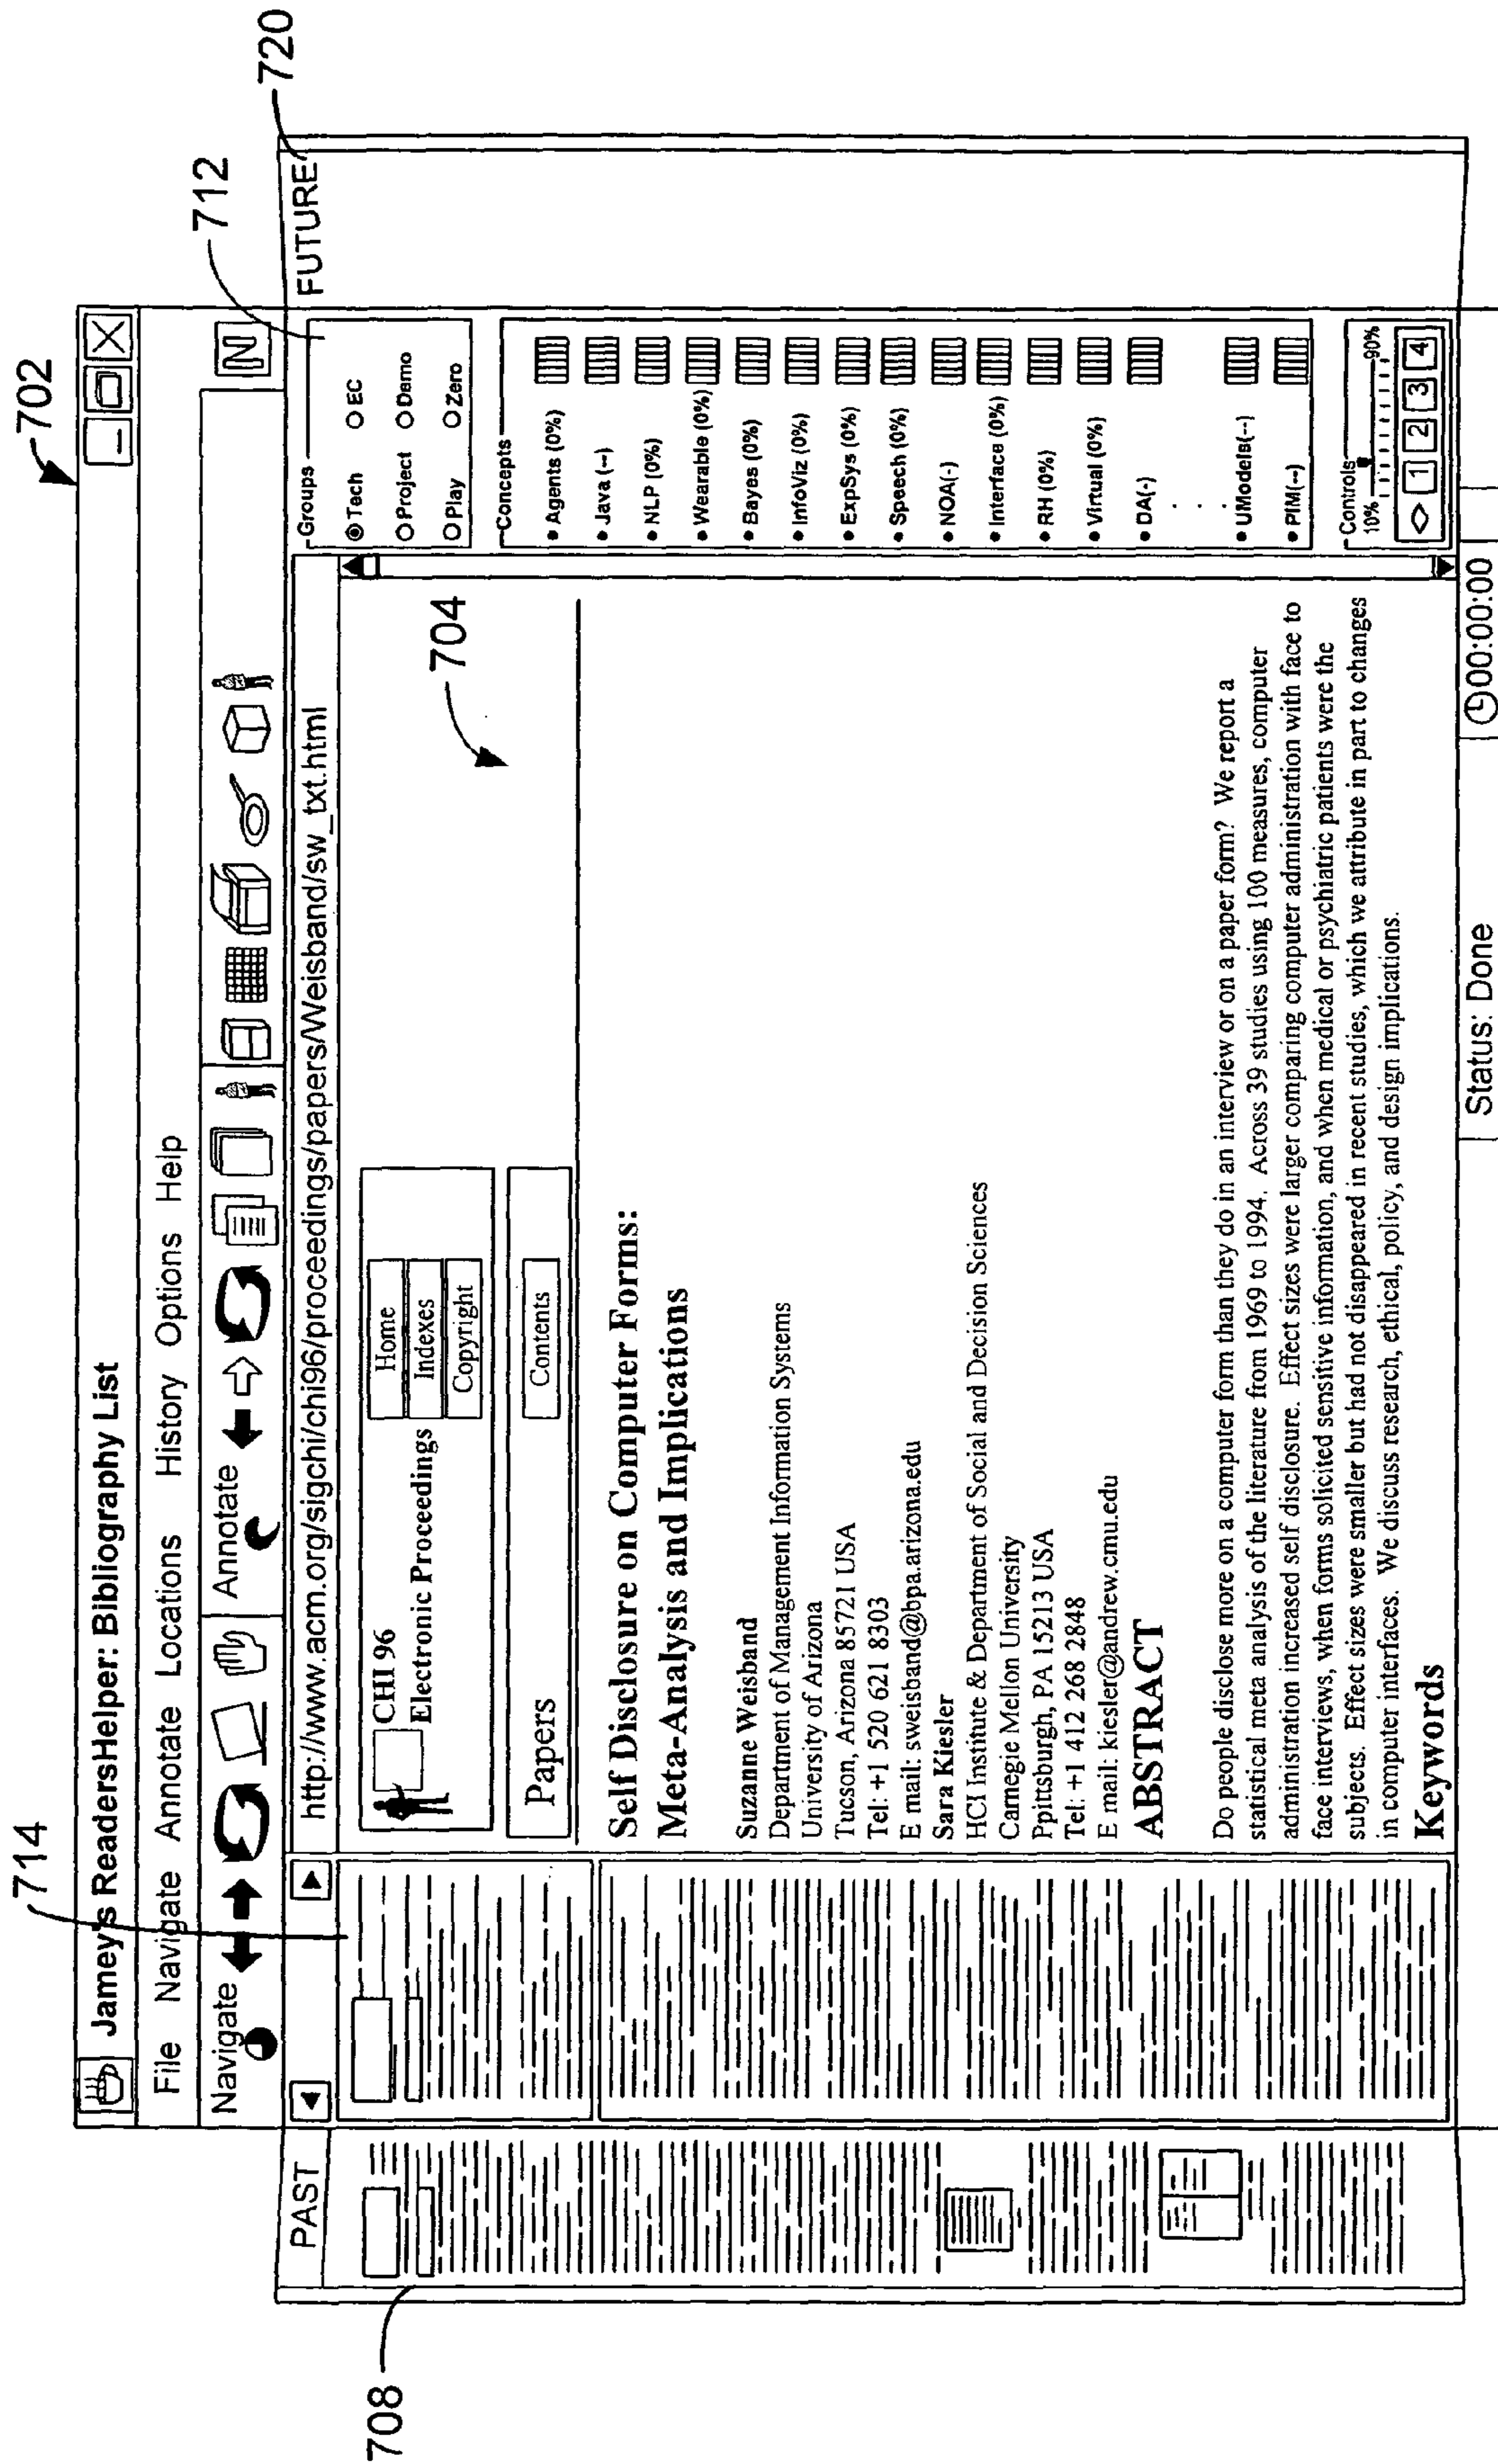 702
714
Jamey's ReadersHelper: Bibliography List
File Navigate Annotate Locations History Options Help
Navigate Annotate N
712
720
PAST http://www.acm.org/sigchi/chi96/proceedings/papers/Weisband/sw_txt.html FUTURE
708
704
CHI 96
Electronic Proceedings
Home
Indexes
Copyright
Papers Contents
Self Disclosure on Computer Forms:
Meta-Analysis and Implications
Suzanne Weisband
Department of Management Information Systems
University of Arizona
Tucson, Arizona 85721 USA
Tel: +1 520 621 8303
E mail: sweisband@bpa.arizona.edu
Sara Kiesler
HCI Institute & Department of Social and Decision Sciences
Carnegie Mellon University
Ppittsburgh, PA 15213 USA
Tel: +1 412 268 2848
E mail: kiesler@andrew.cmu.edu
ABSTRACT
Do people disclose more on a computer form than they do in an interview or on a paper form? We report a
statistical meta analysis of the literature from 1969 to 1994. Across 39 studies using 100 measures, computer
administration increased self disclosure. Effect sizes were larger comparing computer administration with face to
face interviews, when forms solicited sensitive information, and when medical or psychiatric patients were the
subjects. Effect sizes were smaller but had not disappeared in recent studies, which we attribute in part to changes
in computer interfaces. We discuss research, ethical, policy, and design implications.
Keywords
Groups
Tech EC
Project Demo
Play Zero
Concepts
• Agents (0%)
• Java (--)
• NLP (0%)
• Wearable (0%)
• Bayes (0%)
• InfoViz (0%)
• ExpSys (0%)
• Speech (0%)
• NOA(-)
• Interface (0%)
• RH (0%)
• Virtual (0%)
• DA(-)
• UModels(--)
• PIM(--)
Controls
10% 90%
<> 1 2 3 4
Status: Done 00:00:00